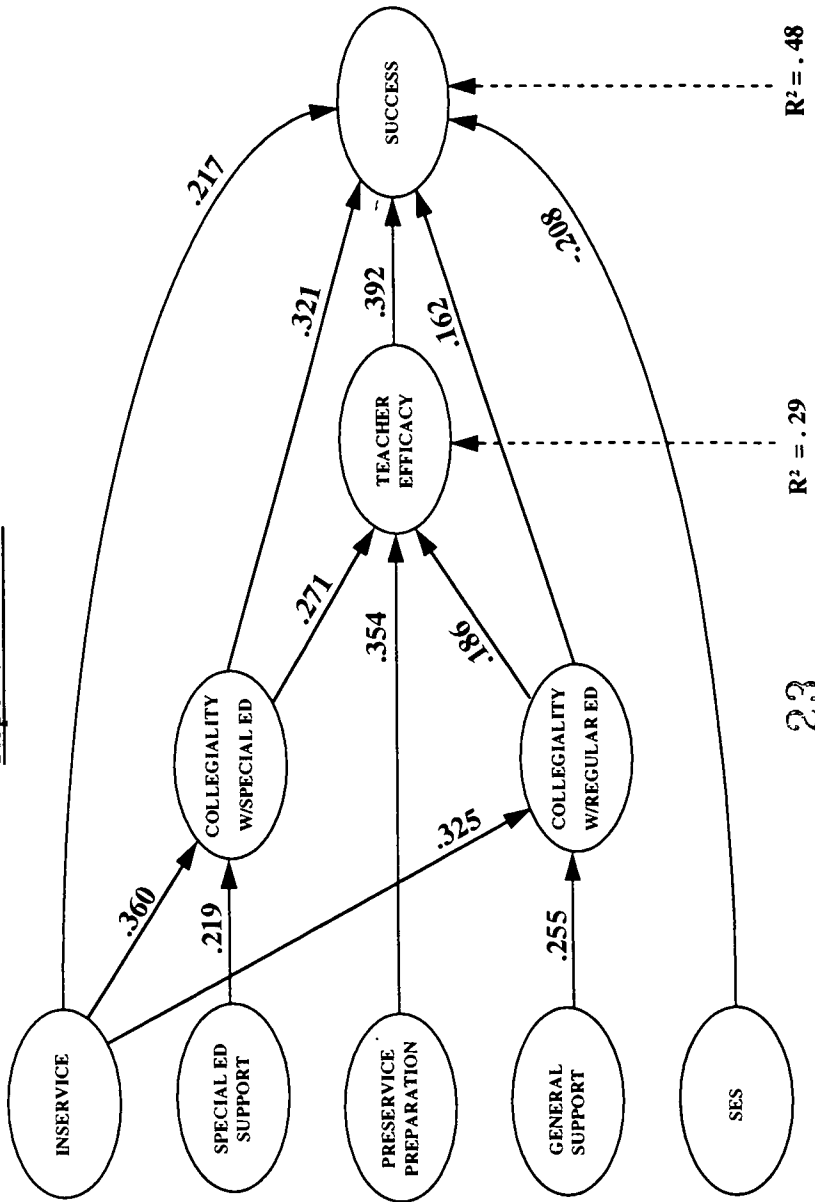 INSERVICE
SPECIAL ED
SUPPORT
PRESERVICE
PREPARATION
GENERAL
SUPPORT
SES
.360
.219
.325
.255
COLLEGIALITY
W/SPECIAL ED
COLLEGIALITY
W/REGULAR ED
.271
.354
.186
TEACHER
EFFICACY
.217
.321
.392
.162
-.208
SUCCESS
R² = .29
R² = .48
23